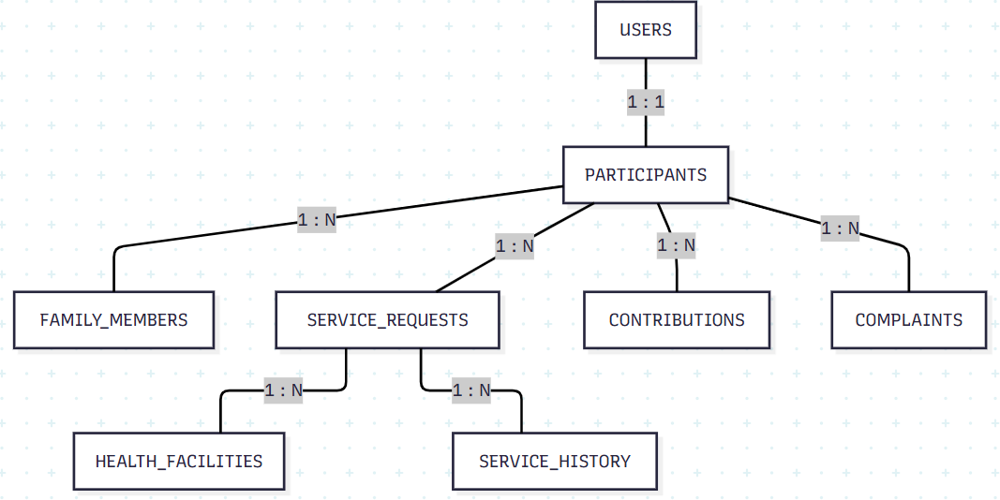 USERS
1 : 1
PARTICIPANTS
1 : N
1 : N
1 : N
1 : N
FAMILY_MEMBERS
SERVICE_REQUESTS
CONTRIBUTIONS
COMPLAINTS
1 : N
1 : N
HEALTH_FACILITIES
SERVICE_HISTORY